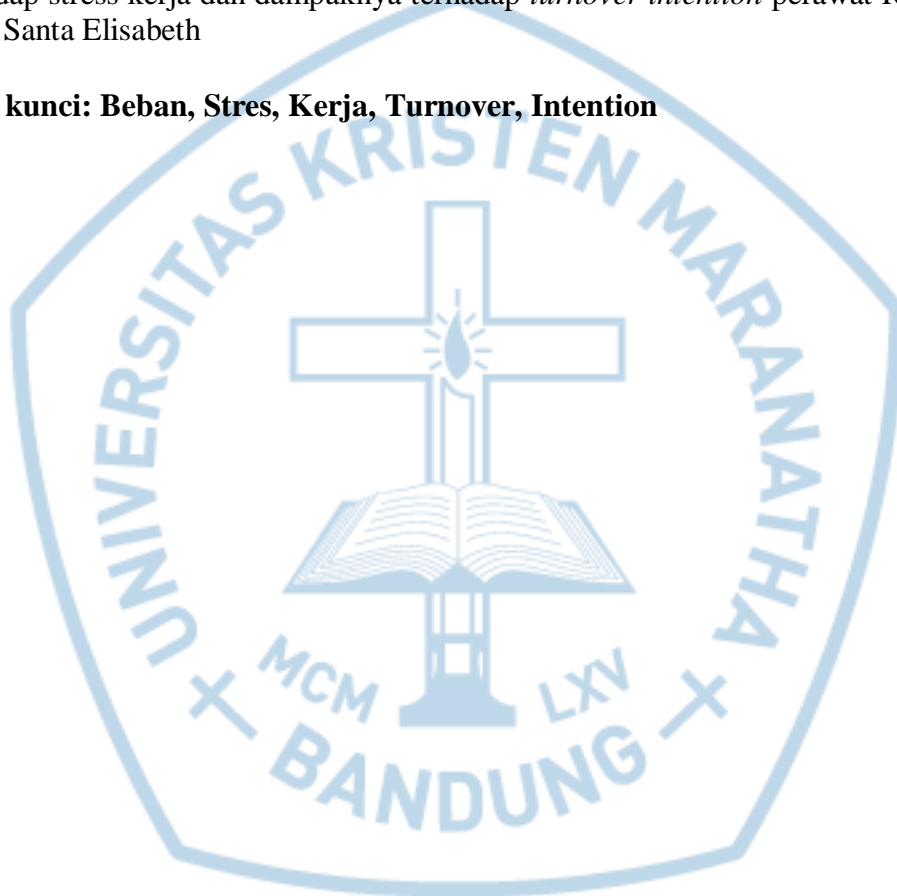 stress kerja dan dampaknya terhadap turnover intention perawat
Santa Elisabeth
kunci: Beban, Stres, Kerja, Turnover, Intention
UNIVERSITAS KRISTEN MARANATHA
MCM LXV
BANDUNG